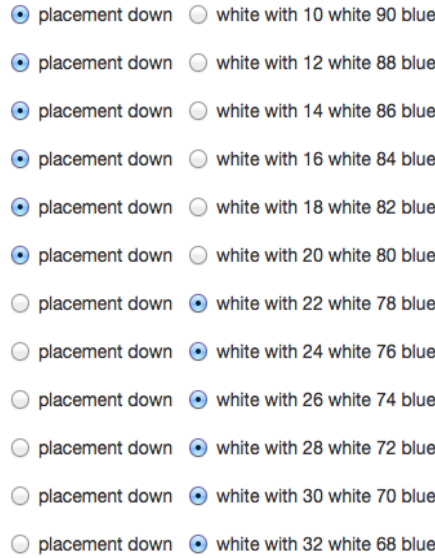 placement down white with 10 white 90 blue
placement down white with 12 white 88 blue
placement down white with 14 white 86 blue
placement down white with 16 white 84 blue
placement down white with 18 white 82 blue
placement down white with 20 white 80 blue
placement down white with 22 white 78 blue
placement down white with 24 white 76 blue
placement down white with 26 white 74 blue
placement down white with 28 white 72 blue
placement down white with 30 white 70 blue
placement down white with 32 white 68 blue